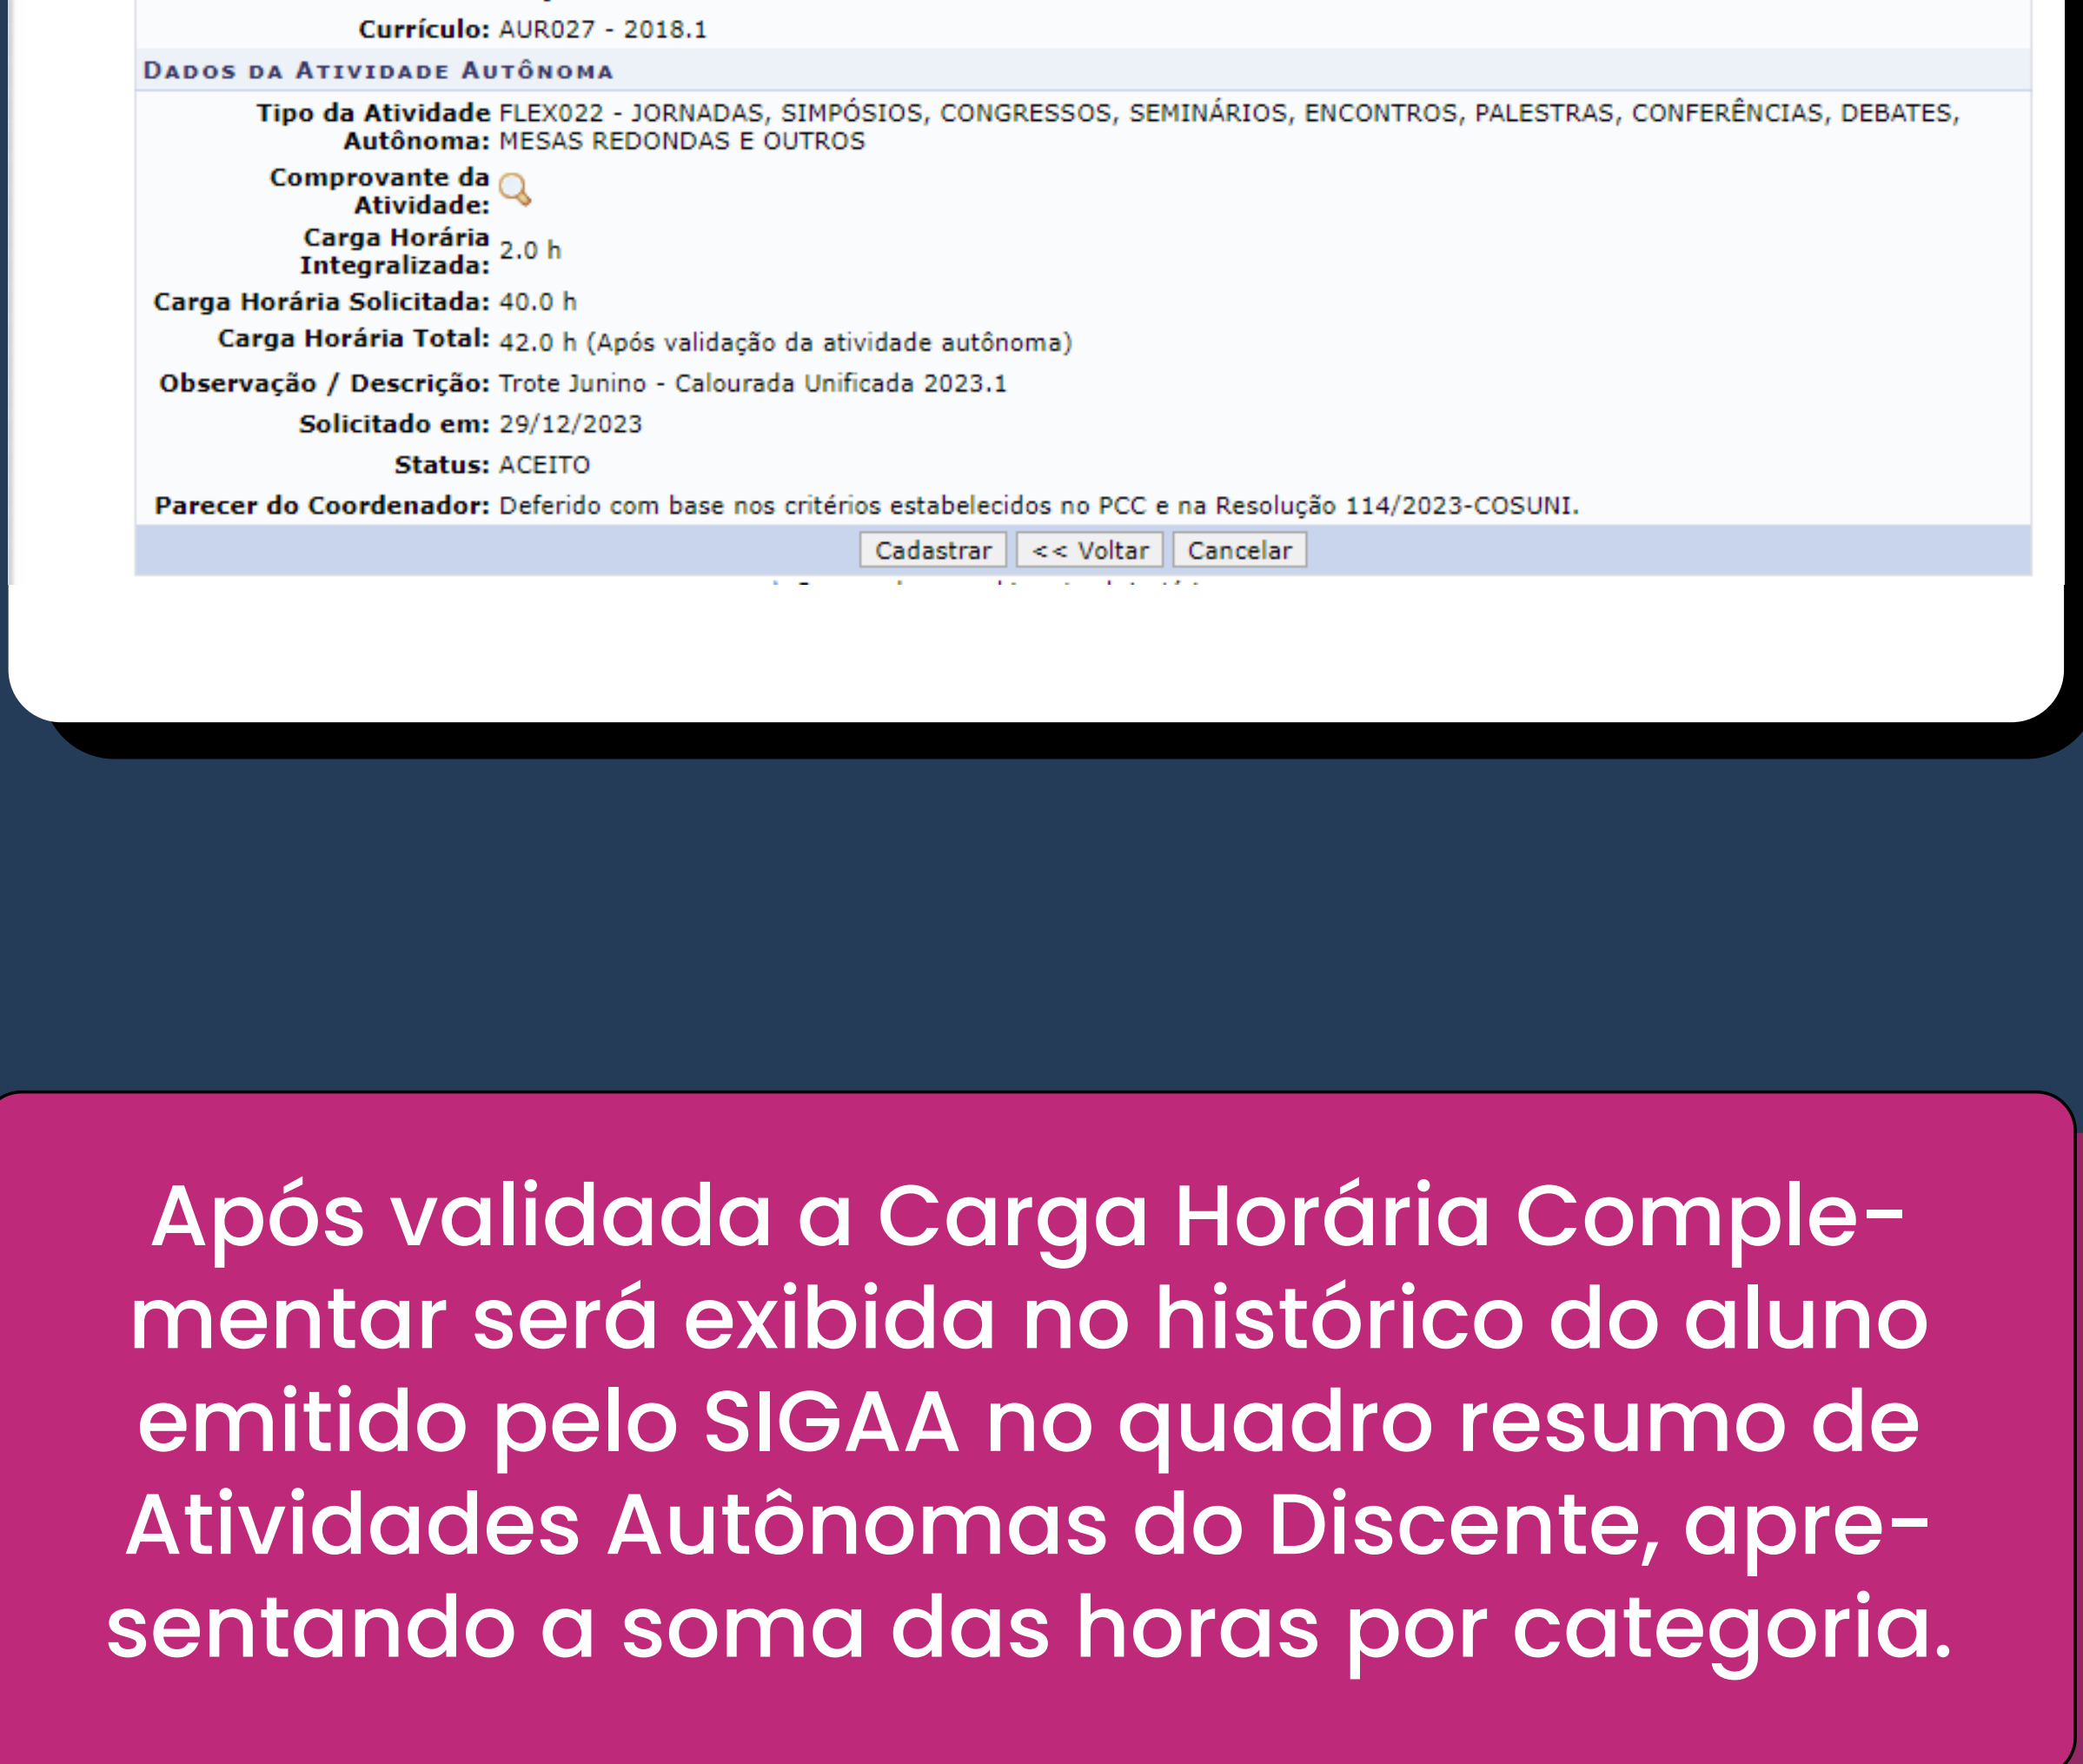 Currículo: AUR027 - 2018.1
DADOS DA ATIVIDADE AUTÔNOMA
Tipo da Atividade Autônoma: FLEX022 - JORNADAS, SIMPÓSIOS, CONGRESSOS, SEMINÁRIOS, ENCONTROS, PALESTRAS, CONFERÊNCIAS, DEBATES,
MESAS REDONDAS E OUTROS
Comprovante da
Atividade:
Carga Horária
Integralizada: 2.0 h
Carga Horária Solicitada: 40.0 h
Carga Horária Total: 42.0 h (Após validação da atividade autônoma)
Observação / Descrição: Trote Junino - Calourada Unificada 2023.1
Solicitado em: 29/12/2023
Status: ACEITO
Parecer do Coordenador: Deferido com base nos critérios estabelecidos no PCC e na Resolução 114/2023-COSUNI.
Cadastrar << Voltar Cancelar
Após validada a Carga Horária Comple-
mentar será exibida no histórico do aluno
emitido pelo SIGAA no quadro resumo de
Atividades Autônomas do Discente, apre-
sentando a soma das horas por categoria.